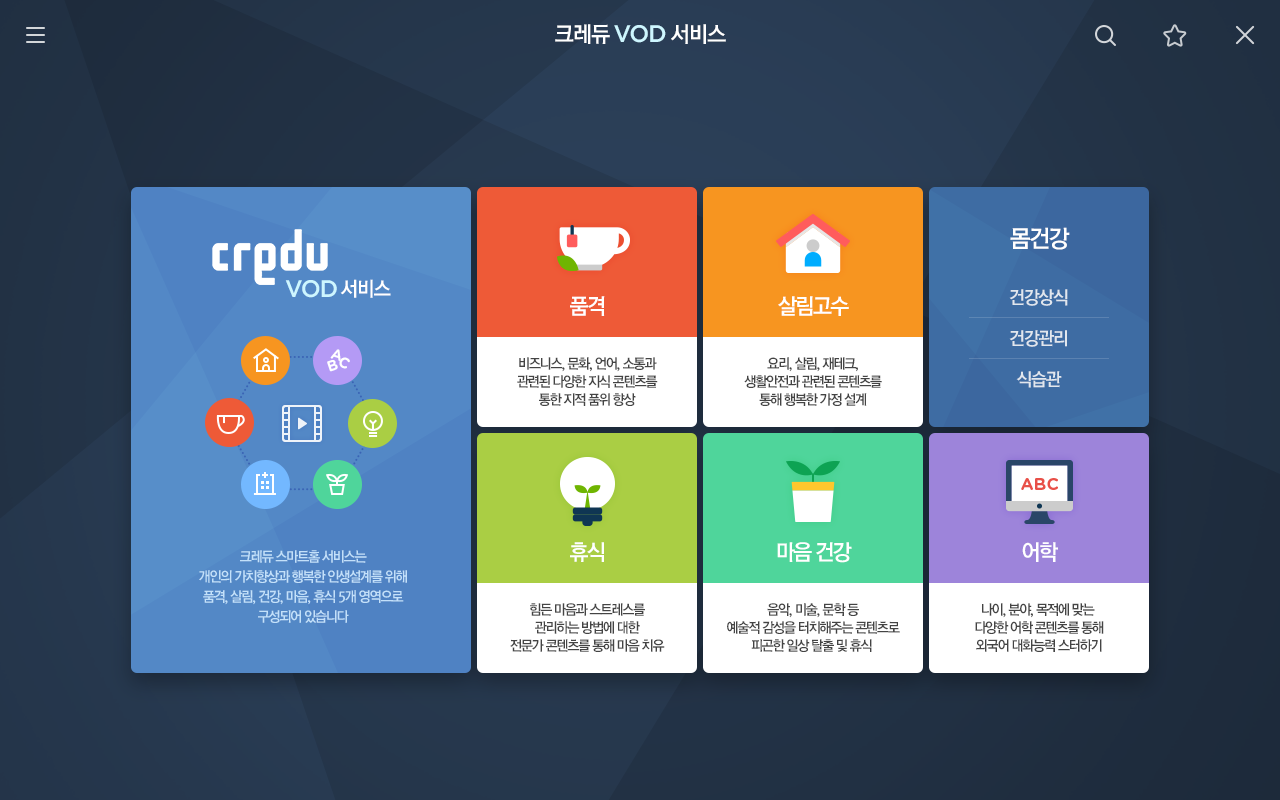 크레듀 VOD 서비스
credu
VOD 서비스
A
B C
크레듀 스마트홈 서비스는
개인의 가치향상과 행복한 인생설계를 위해
품격, 살림, 건강, 마음, 휴식 5개 영역으로
구성되어 있습니다
품격
비즈니스, 문화, 언어, 소통과
관련된 다양한 지식 콘텐츠를
통한 지적 품위 향상
살림고수
요리, 살림, 재테크,
생활안전과 관련된 콘텐츠를
통해 행복한 가정 설계
몸건강
건강상식
건강관리
식습관
휴식
힘든 마음과 스트레스를
관리하는 방법에 대한
전문가 콘텐츠를 통해 마음 치유
마음 건강
음악, 미술, 문학 등
예술적 감성을 터치해주는 콘텐츠로
피곤한 일상 탈출 및 휴식
ABC
어학
나이, 분야, 목적에 맞는
다양한 어학 콘텐츠를 통해
외국어 대화능력 스터하기